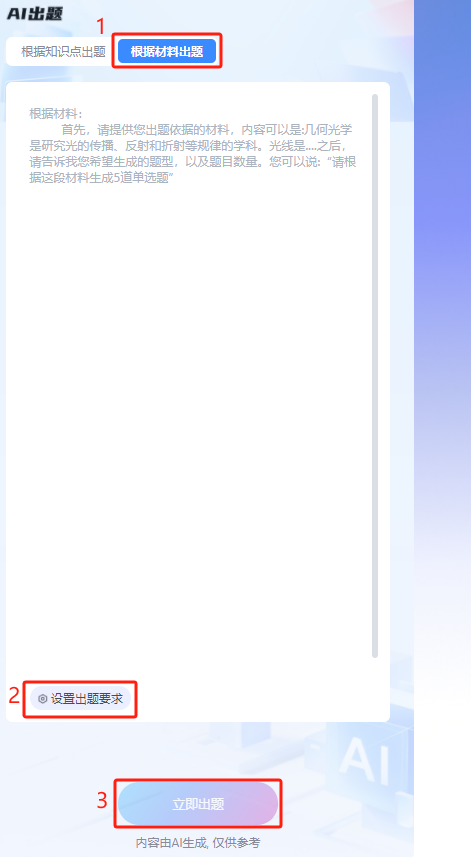 AI出题
1
根据知识点出题 根据材料出题
根据材料:
首先，请提供您出题依据的材料，内容可以是:几何光学
是研究光的传播、反射和折射等规律的学科。光线是....之后，
请告诉我您希望生成的题型，以及题目数量。您可以说:“请根
据这段材料生成5道单选题”
2 设置出题要求
AI
3 立即出题
内容由AI生成, 仅供参考